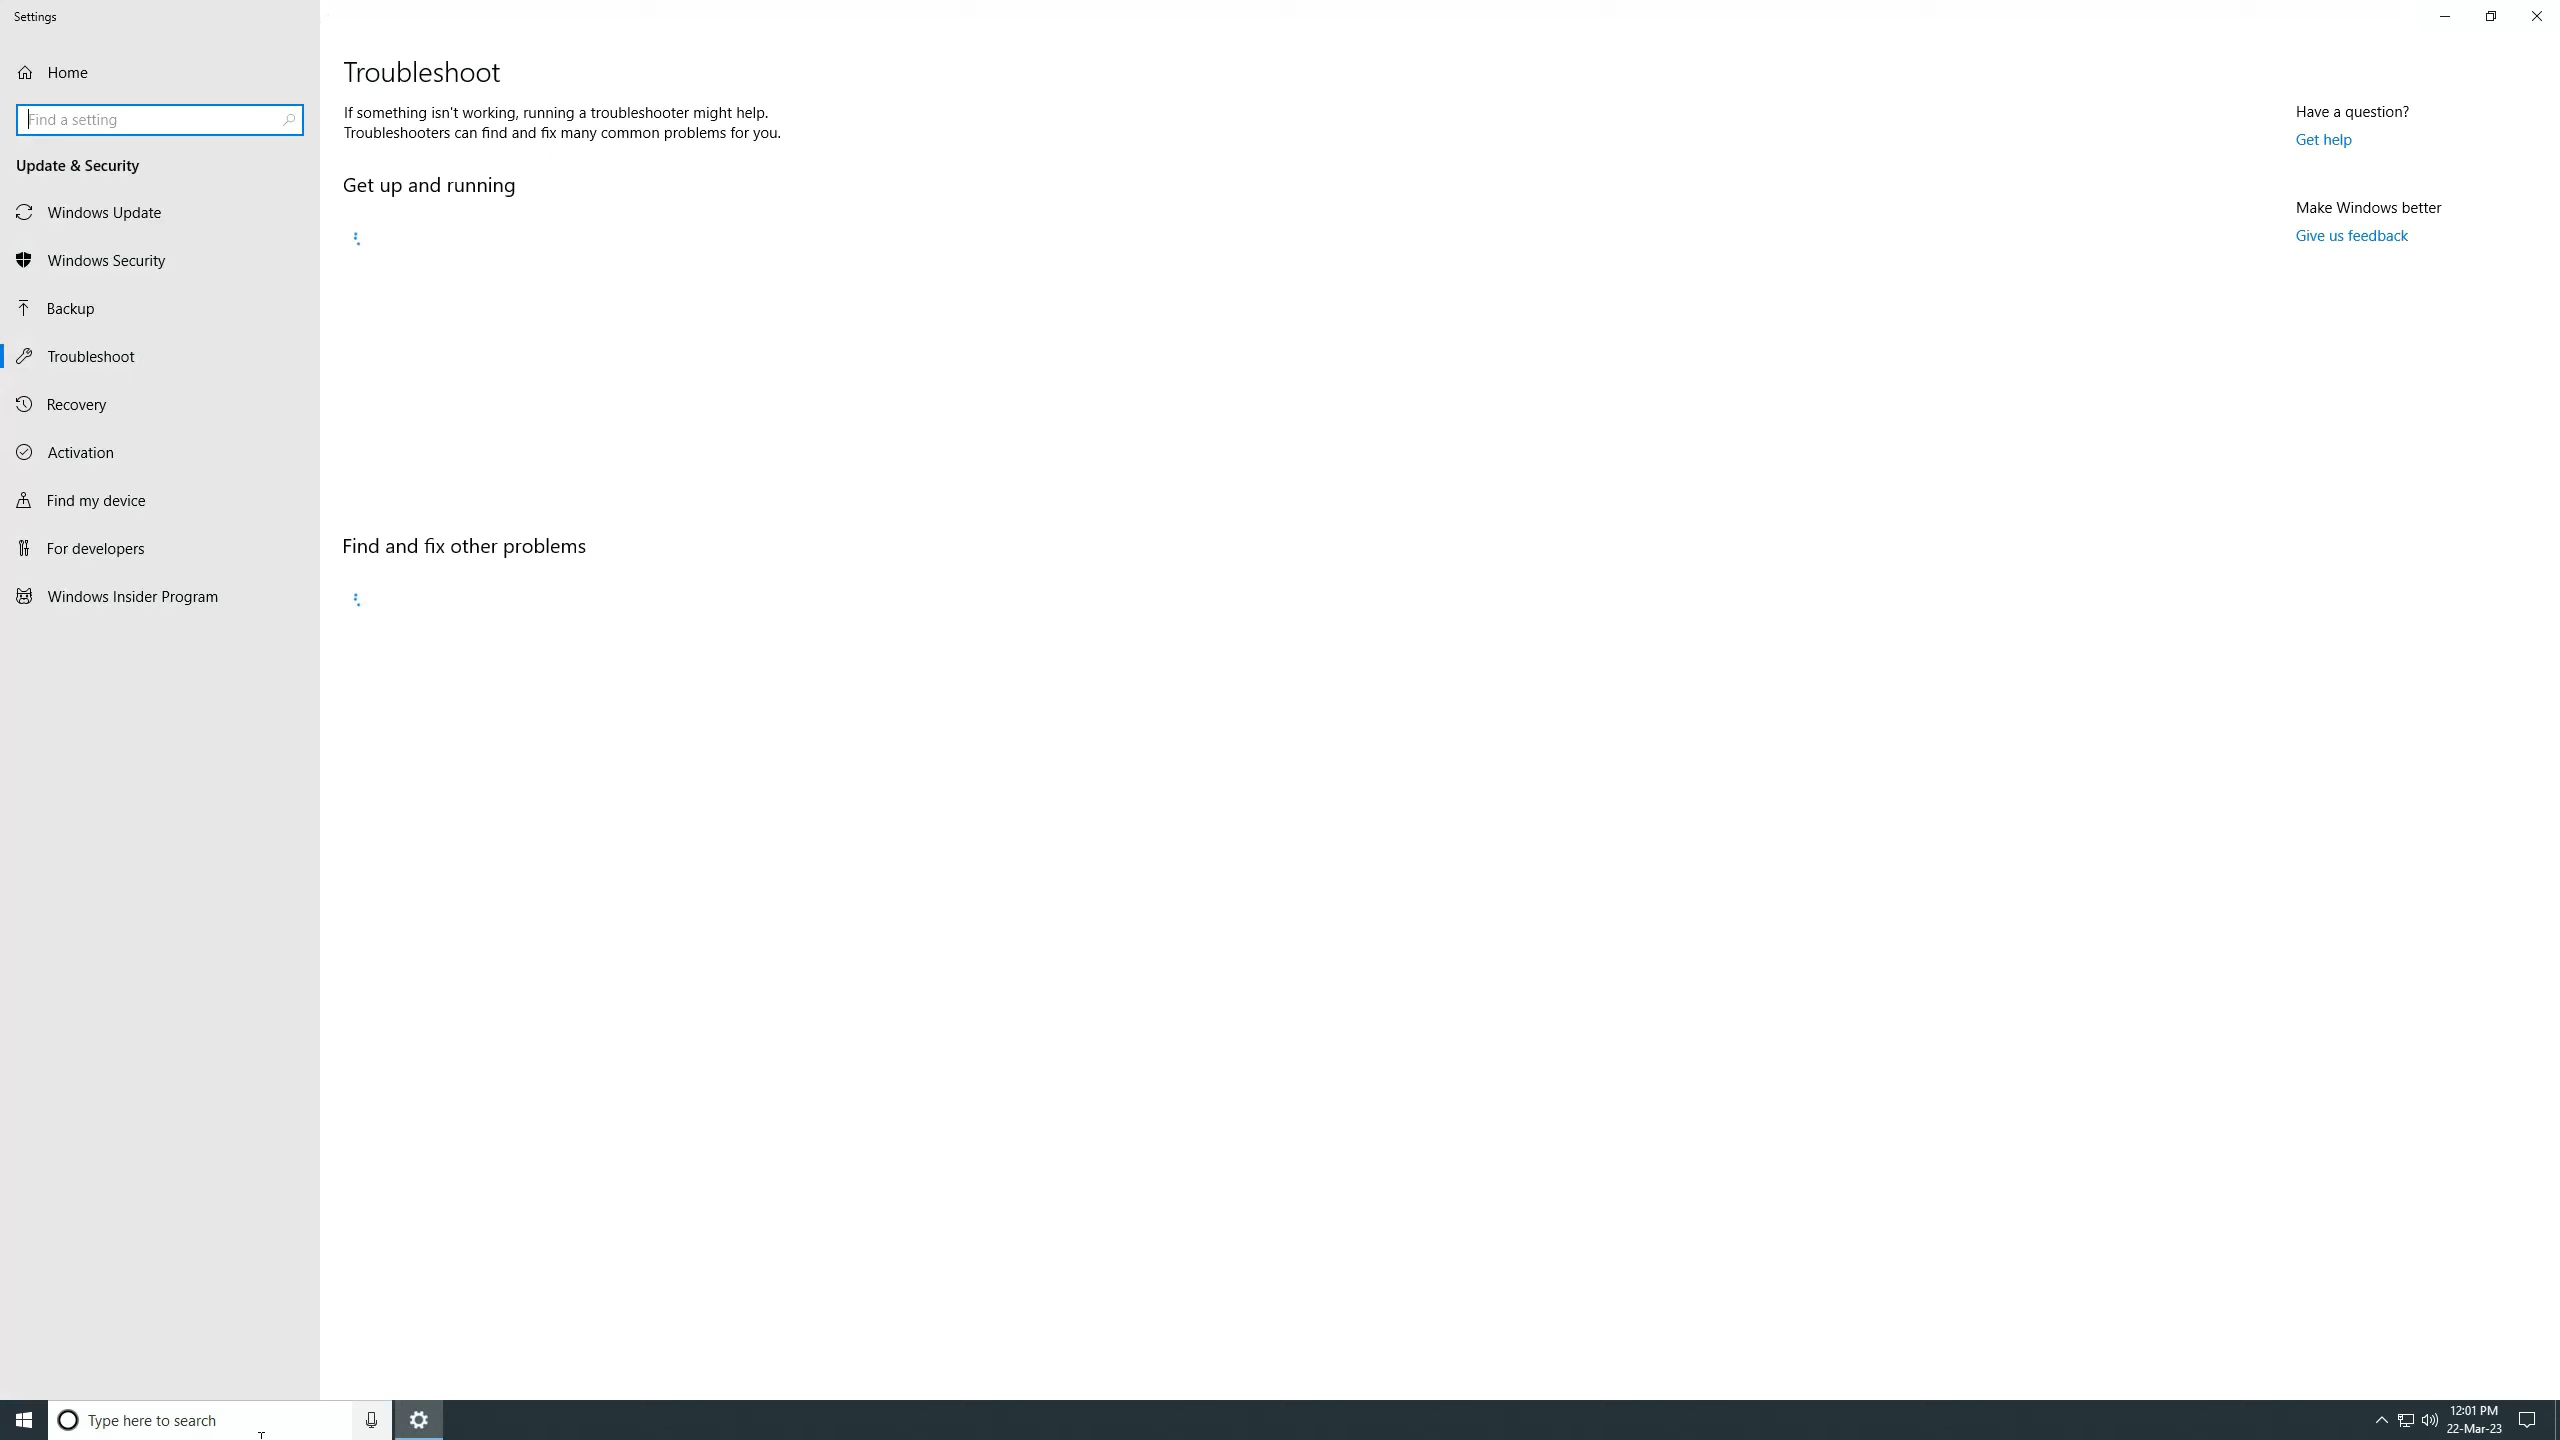 Settings
Home
Find a setting
Update & Security
Windows Update
Windows Security
Backup
Troubleshoot
Recovery
Activation
Find my device
For developers
Windows Insider Program
Troubleshoot
If something isn't working, running a troubleshooter might help.
Troubleshooters can find and fix many common problems for you.
Get up and running
Find and fix other problems
Have a question?
Get help
Make Windows better
Give us feedback
Type here to search
12:01 PM
22-Mar-23